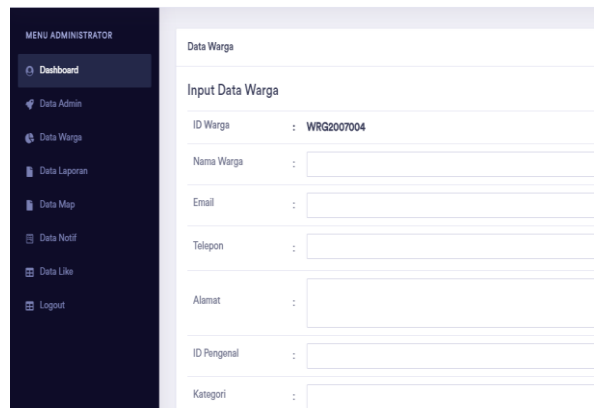 MENU ADMINISTRATOR
Dashboard
Data Admin
Data Warga
Data Laporan
Data Map
Data Notif
Data Like
Logout
Data Warga
Input Data Warga
ID Warga : WRG2007004
Nama Warga :
Email :
Telepon :
Alamat :
ID Pengenal :
Kategori :